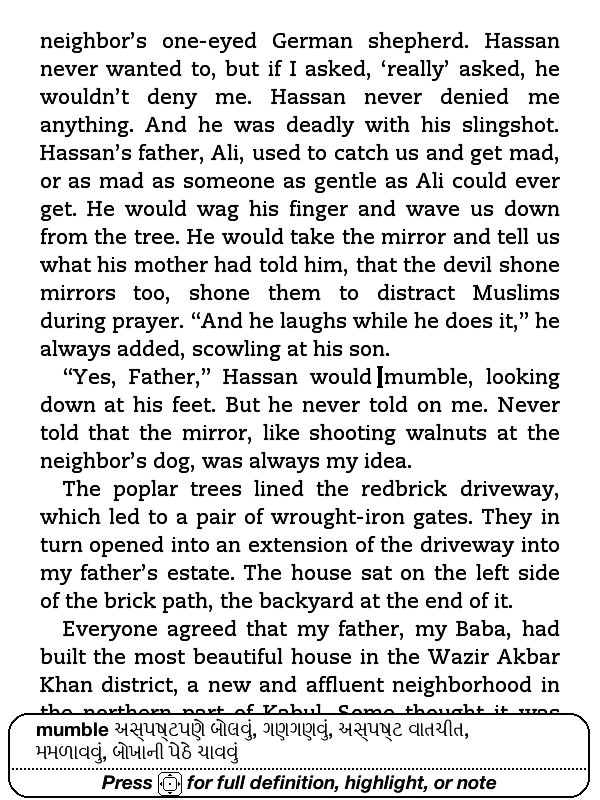 neighbor’s one-eyed German shepherd. Hassan
never wanted to, but if I asked, ‘really’ asked, he
wouldn’t deny me. Hassan never denied me
anything. And he was deadly with his slingshot.
Hassan’s father, Ali, used to catch us and get mad,
or as mad as someone as gentle as Ali could ever
get. He would wag his finger and wave us down
from the tree. He would take the mirror and tell us
what his mother had told him, that the devil shone
mirrors too, shone them to distract Muslims
during prayer. “And he laughs while he does it,” he
always added, scowling at his son.
“Yes, Father,” Hassan would mumble, looking
down at his feet. But he never told on me. Never
told that the mirror, like shooting walnuts at the
neighbor’s dog, was always my idea.
The poplar trees lined the redbrick driveway,
which led to a pair of wrought-iron gates. They in
turn opened into an extension of the driveway into
my father’s estate. The house sat on the left side
of the brick path, the backyard at the end of it.
Everyone agreed that my father, my Baba, had
built the most beautiful house in the Wazir Akbar
Khan district, a new and affluent neighborhood in
the northern part of Kabul. Some thought it was
mumble અસ્પષ્ટપણે બોલવું, ગણગણવું, અસ્પષ્ટ વાતચીત,
મમળાવવું, બોખાની પેઠે ચાવવું
Press for full definition, highlight, or note